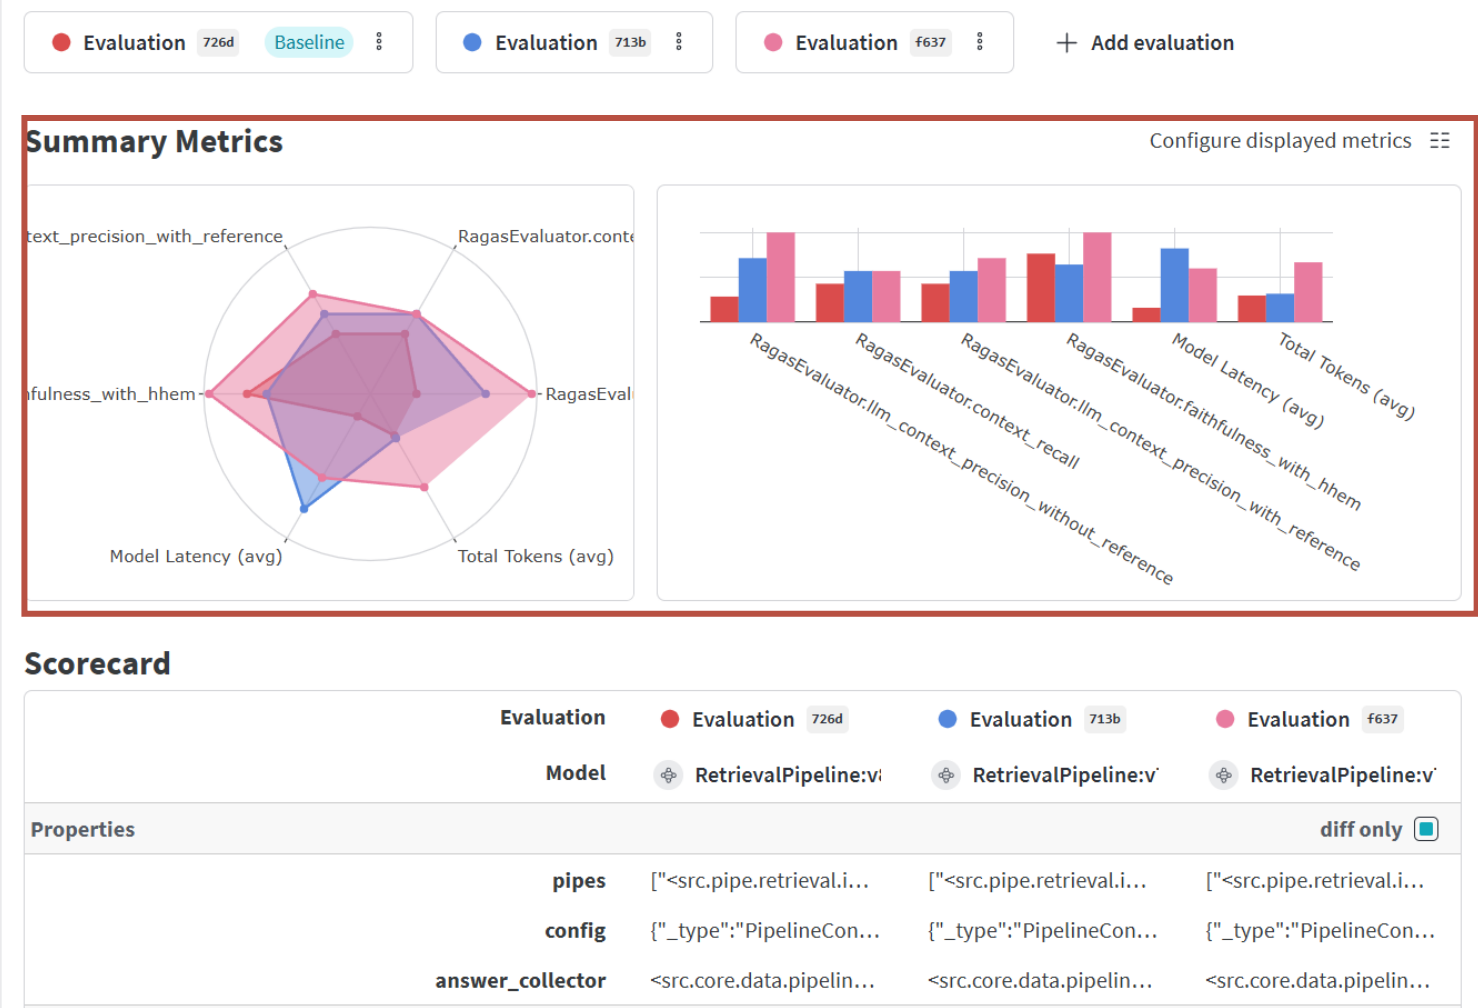 Evaluation 726d Baseline Evaluation 713b Evaluation f637 + Add evaluation
Summary Metrics Configure displayed metrics
text_precision_with_reference RagasEvaluator.conte
nfulness_with_hhem RagasEval
Model Latency (avg) Total Tokens (avg)
RagasEvaluator.llm_context_precision_without_reference
RagasEvaluator.context_recall
RagasEvaluator.llm_context_precision_with_reference
RagasEvaluator.faithfulness_with_hhem
Model Latency (avg)
Total Tokens (avg)
Scorecard
Evaluation Evaluation 726d Evaluation 713b Evaluation f637
Model RetrievalPipeline:v RetrievalPipeline:v RetrievalPipeline:v
Properties diff only
pipes ["<src.pipe.retrieval.i... ["<src.pipe.retrieval.i... ["<src.pipe.retrieval.i...
config {"_type":"PipelineCon... {"_type":"PipelineCon... {"_type":"PipelineCon...
answer_collector <src.core.data.pipelin... <src.core.data.pipelin... <src.core.data.pipelin...